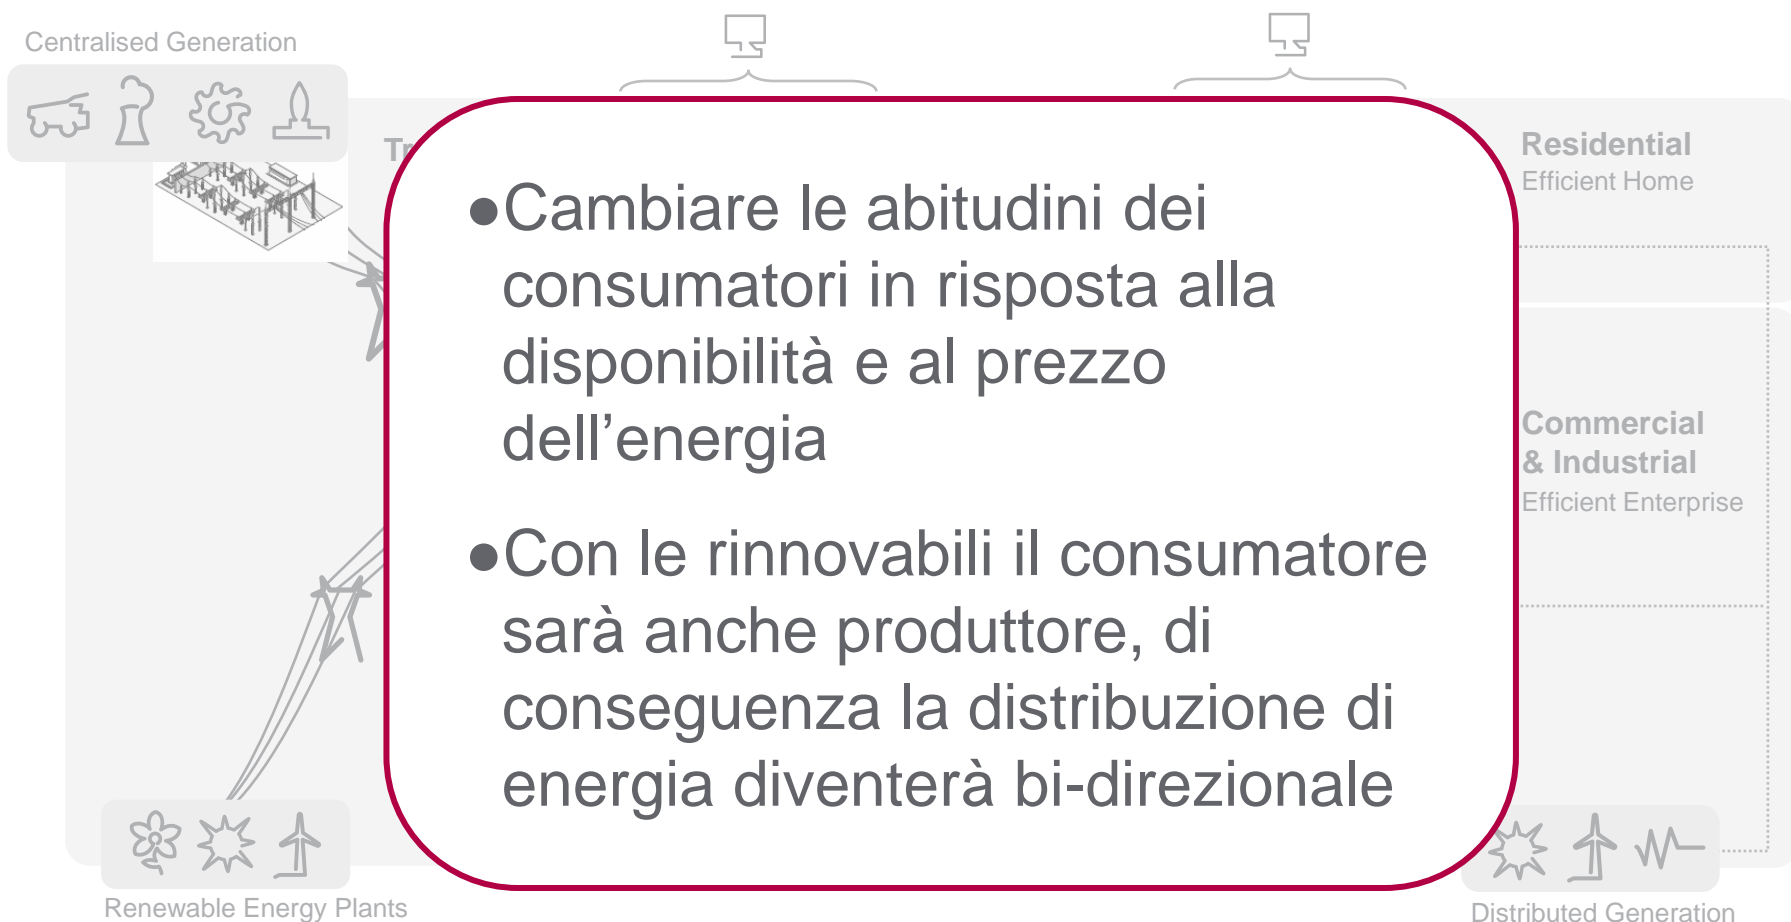 Centralised Generation
Residential
Efficient Home
●Cambiare le abitudini dei
consumatori in risposta alla
disponibilità e al prezzo
dell’energia
Commercial
& Industrial
Efficient Enterprise
●Con le rinnovabili il consumatore
sarà anche produttore, di
conseguenza la distribuzione di
energia diventerà bi-direzionale
Renewable Energy Plants
Distributed Generation